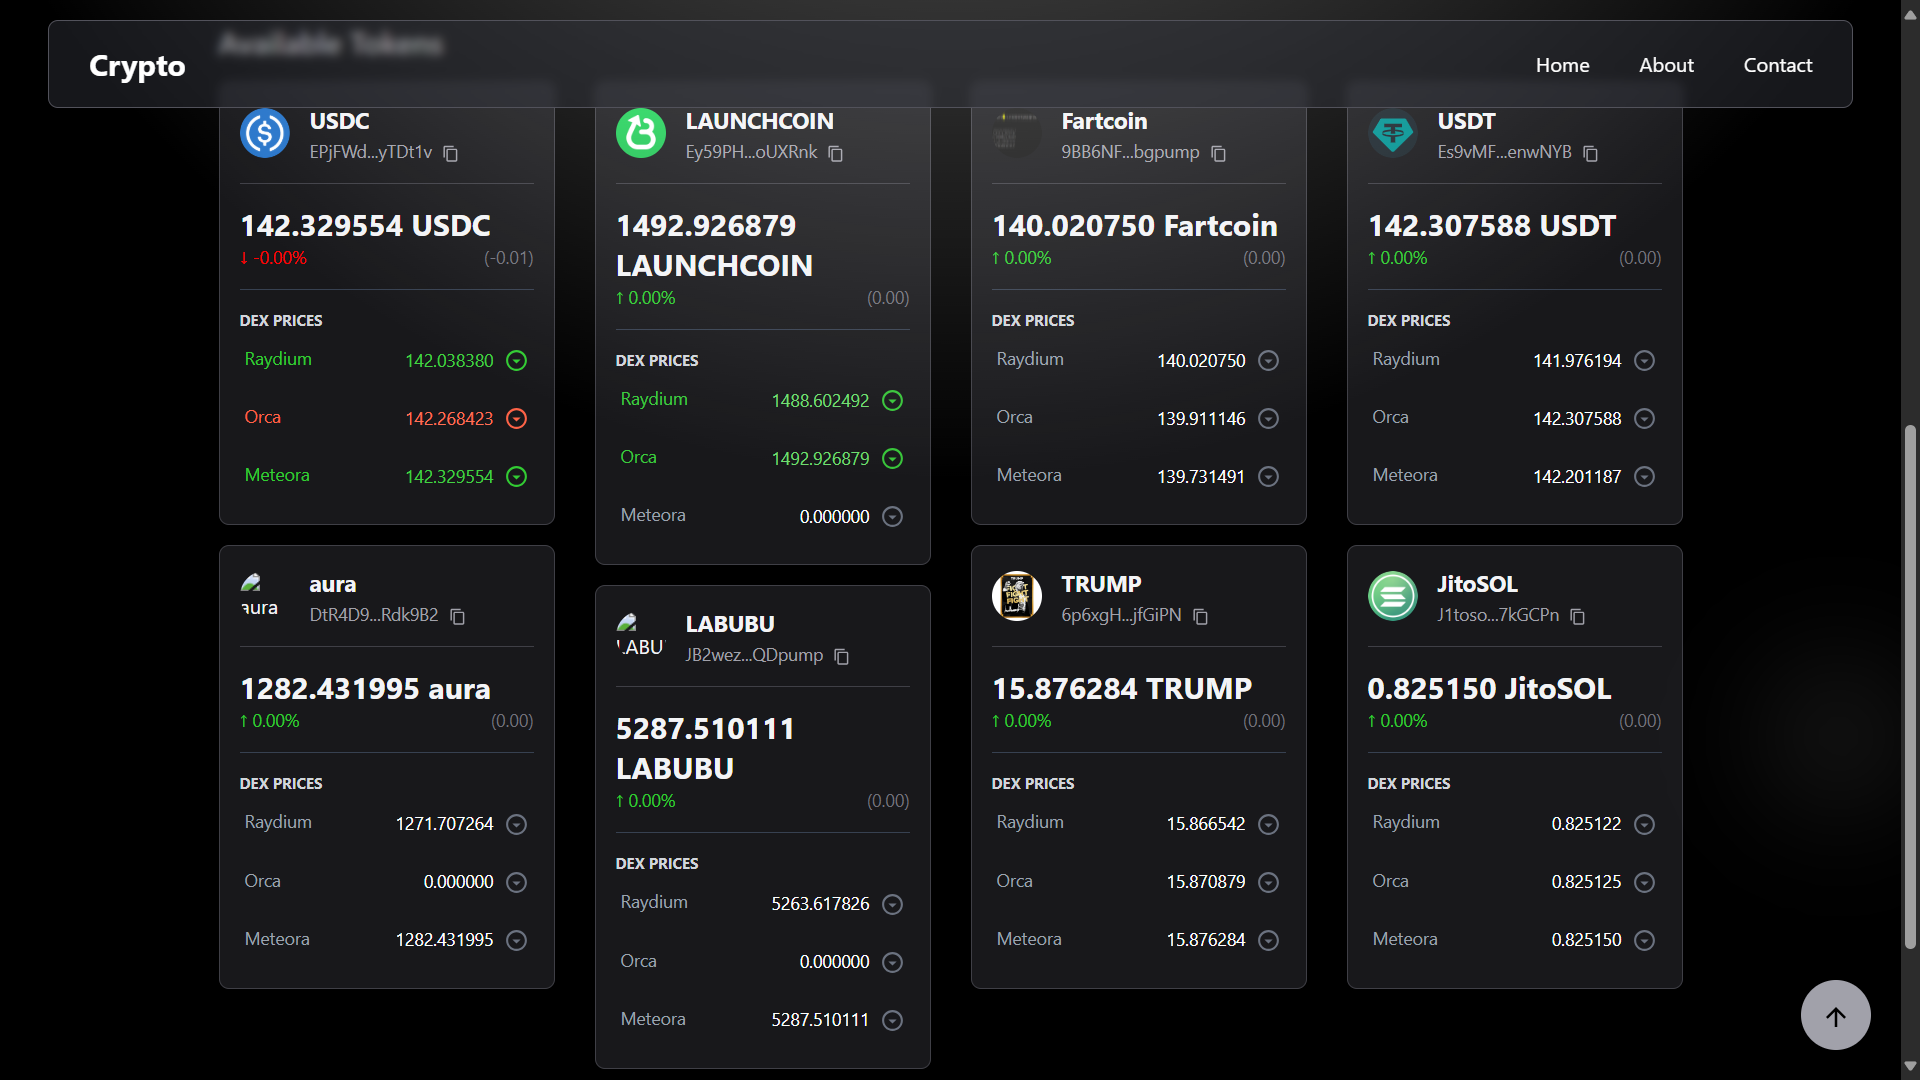 Available Tokens
Crypto
Home
About
Contact
USDC
EPjFWd...yTDt1v
142.329554 USDC
↓ -0.00%
(-0.01)
DEX PRICES
Raydium 142.038380
Orca 142.268423
Meteora 142.329554
LAUNCHCOIN
Ey59PH...oUXRnk
1492.926879
LAUNCHCOIN
↑ 0.00%
(0.00)
DEX PRICES
Raydium 1488.602492
Orca 1492.926879
Meteora 0.000000
Fartcoin
9BB6NF...bgpump
140.020750 Fartcoin
↑ 0.00%
(0.00)
DEX PRICES
Raydium 140.020750
Orca 139.911146
Meteora 139.731491
USDT
Es9vMF...enwNYB
142.307588 USDT
↑ 0.00%
(0.00)
DEX PRICES
Raydium 141.976194
Orca 142.307588
Meteora 142.201187
aura
aura
DtR4D9...Rdk9B2
1282.431995 aura
↑ 0.00%
(0.00)
DEX PRICES
Raydium 1271.707264
Orca 0.000000
Meteora 1282.431995
LABU
LABUBU
JB2wez...QDpump
5287.510111
LABUBU
↑ 0.00%
(0.00)
DEX PRICES
Raydium 5263.617826
Orca 0.000000
Meteora 5287.510111
TRUMP
6p6xgH...jfGiPN
15.876284 TRUMP
↑ 0.00%
(0.00)
DEX PRICES
Raydium 15.866542
Orca 15.870879
Meteora 15.876284
JitoSOL
J1toso...7kGCPn
0.825150 JitoSOL
↑ 0.00%
(0.00)
DEX PRICES
Raydium 0.825122
Orca 0.825125
Meteora 0.825150